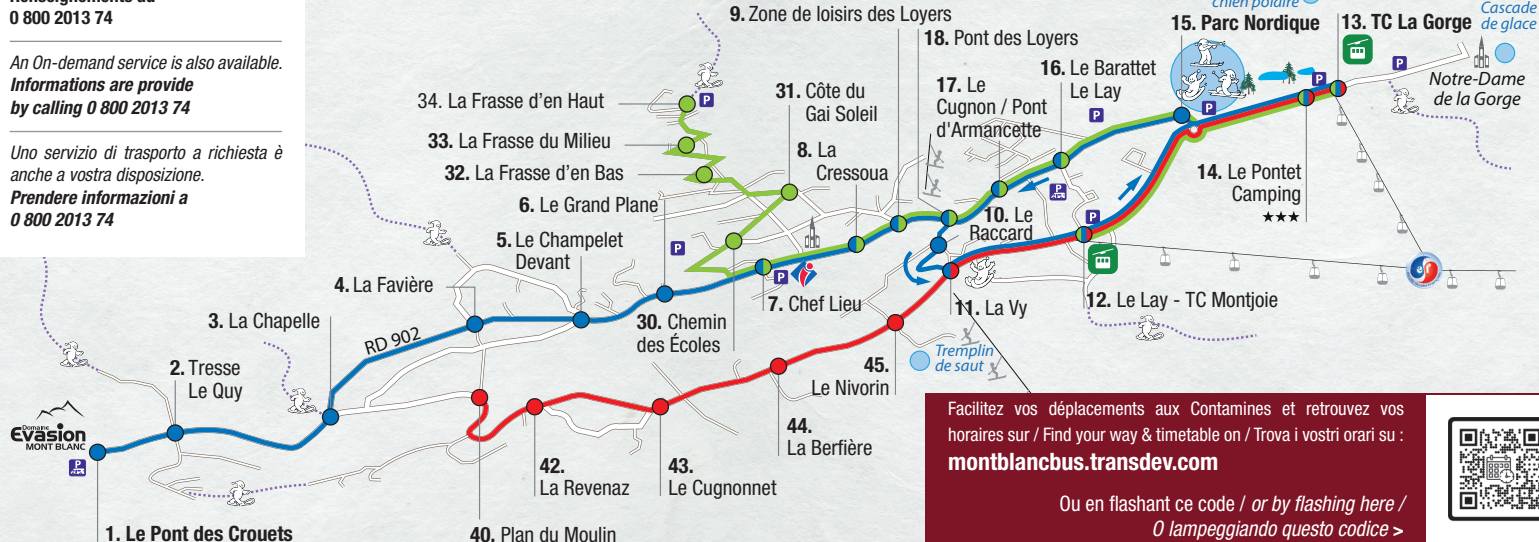 Renseignements au
0 800 2013 74
An On-demand service is also available.
Informations are provide
by calling 0 800 2013 74
Uno servizio di trasporto a richiesta è
anche a vostra disposizione.
Prendere informazioni a
0 800 2013 74
chien polaire
Cascade
de glace
9. Zone de loisirs des Loyers
15. Parc Nordique
13. TC La Gorge
18. Pont des Loyers
16. Le Barattet
Le Lay
Notre-Dame
de la Gorge
17. Le
Cugnon / Pont
d'Armancette
31. Côte du
Gai Soleil
34. La Frasse d'en Haut
33. La Frasse du Milieu
32. La Frasse d'en Bas
8. La
Cressoua
14. Le Pontet
Camping
★★★
6. Le Grand Plane
10. Le
Raccard
5. Le Champelet
Devant
4. La Favière
7. Chef Lieu
11. La Vy
12. Le Lay - TC Montjoie
3. La Chapelle
RD 902
30. Chemin
des Écoles
2. Tresse
Le Quy
Tremplin
de saut
45.
Le Nivorin
44.
La Berfière
43.
Le Cugnonnet
42.
La Revenaz
40. Plan du Moulin
Domaine
Evasion
MONT BLANC
1. Le Pont des Crouets
P
P
P
P
P
P
P
P
P
P
P
Facilitez vos déplacements aux Contamines et retrouvez vos
horaires sur / Find your way & timetable on / Trova i vostri orari su :
montblancbus.transdev.com
Ou en flashant ce code / or by flashing here /
O lampeggiando questo codice >